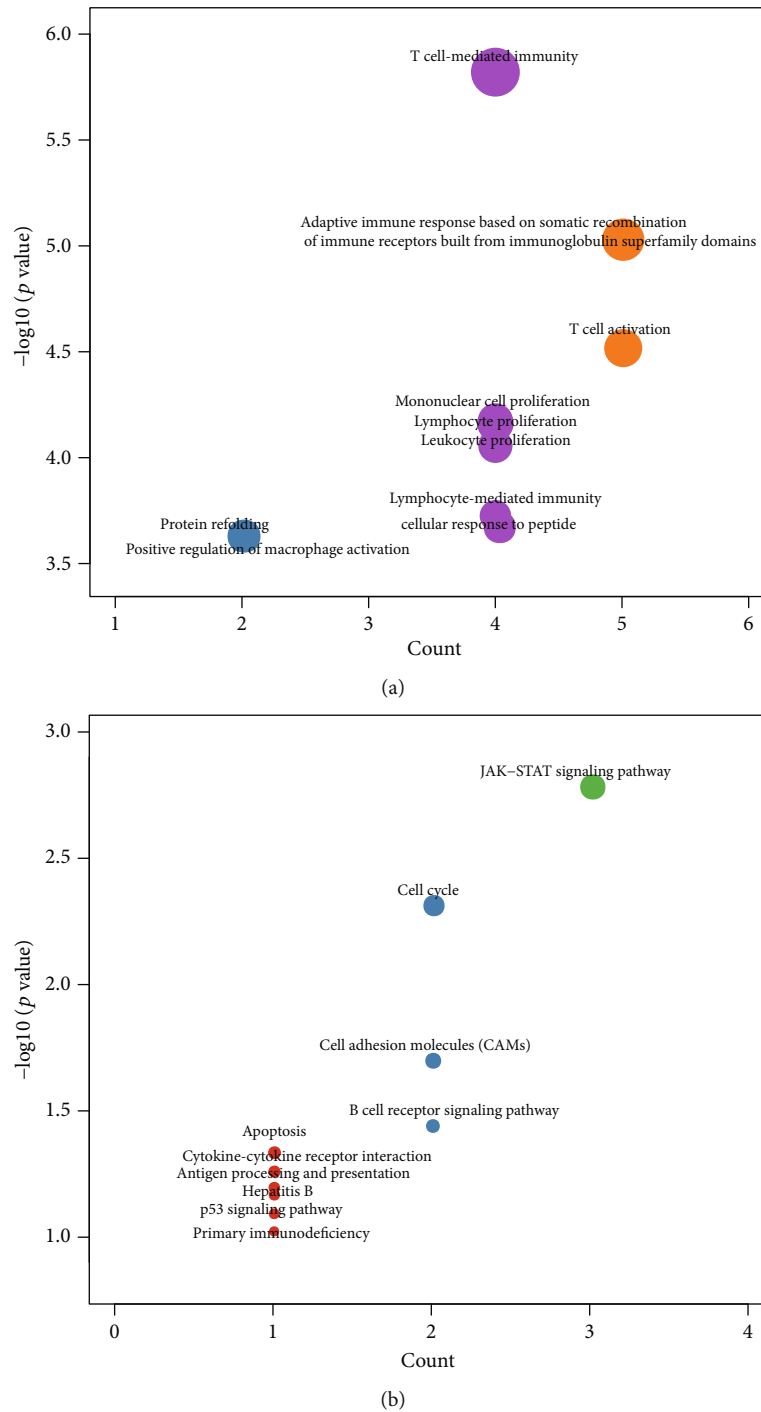 6.0
T cell-mediated immunity
5.5
Adaptive immune response based on somatic recombination
of immune receptors built from immunoglobulin superfamily domains
5.0
T cell activation
4.5
Mononuclear cell proliferation
Lymphocyte proliferation
Leukocyte proliferation
4.0
Lymphocyte-mediated immunity
cellular response to peptide
Protein refolding
Positive regulation of macrophage activation
3.5
−log10 (p value)
1 2 3 4 5 6
Count
(a)
3.0
JAK−STAT signaling pathway
2.5
Cell cycle
2.0
Cell adhesion molecules (CAMs)
1.5
B cell receptor signaling pathway
Apoptosis
Cytokine-cytokine receptor interaction
Antigen processing and presentation
Hepatitis B
p53 signaling pathway
Primary immunodeficiency
1.0
−log10 (p value)
0 1 2 3 4
Count
(b)